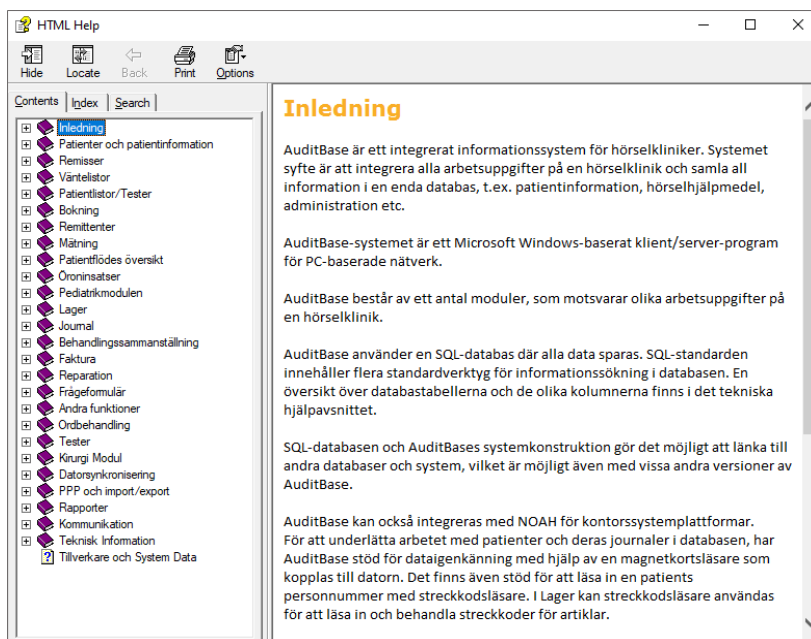 HTML Help
Hide Locate Back Print Options
Contents Index Search
Inledning
Patienter och patientinformation
Remisser
Väntelistor
Patientlistor/Tester
Bokning
Remittenter
Mätning
Patientflödes översikt
Öroninsatser
Pediatrikmodulen
Lager
Journal
Behandlingssammanställning
Faktura
Reparation
Frågeformulär
Andra funktioner
Ordbehandling
Tester
Kirurgi Modul
Datorsynkronisering
PPP och import/export
Rapporter
Kommunikation
Teknisk Information
Tillverkare och System Data
Inledning
AuditBase är ett integrerat informationssystem för hörselkliniker. Systemet
syfte är att integrera alla arbetsuppgifter på en hörselklinik och samla all
information i en enda databas, t.ex. patientinformation, hörselhjälpmedel,
administration etc.
AuditBase-systemet är ett Microsoft Windows-baserat klient/server-program
för PC-baserade nätverk.
AuditBase består av ett antal moduler, som motsvarar olika arbetsuppgifter på
en hörselklinik.
AuditBase använder en SQL-databas där alla data sparas. SQL-standarden
innehåller flera standardverktyg för informationssökning i databasen. En
översikt över databastabellerna och de olika kolumnerna finns i det tekniska
hjälpavsnittet.
SQL-databasen och AuditBases systemkonstruktion gör det möjligt att länka till
andra databaser och system, vilket är möjligt även med vissa andra versioner av
AuditBase.
AuditBase kan också integreras med NOAH för kontorssystemplattformar.
För att underlätta arbetet med patienter och deras journaler i databasen, har
AuditBase stöd för dataigenkänning med hjälp av en magnetkortsläsare som
kopplas till datorn. Det finns även stöd för att läsa in en patients
personnummer med streckkodsläsare. I Lager kan streckkodsläsare användas
för att läsa in och behandla streckkoder för artiklar.